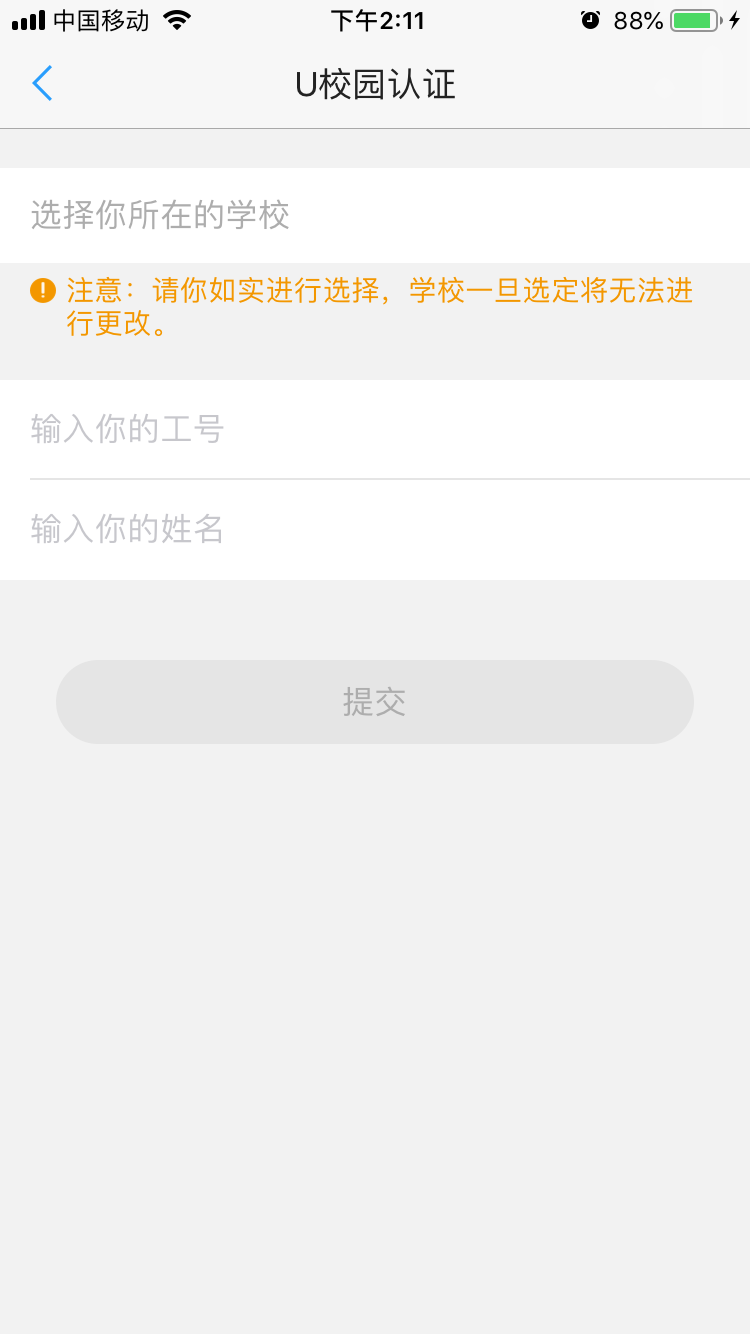 中国移动 下午2:11 88%
U校园认证
选择你所在的学校
注意：请你如实进行选择，学校一旦选定将无法进
行更改。
输入你的工号
输入你的姓名
提交